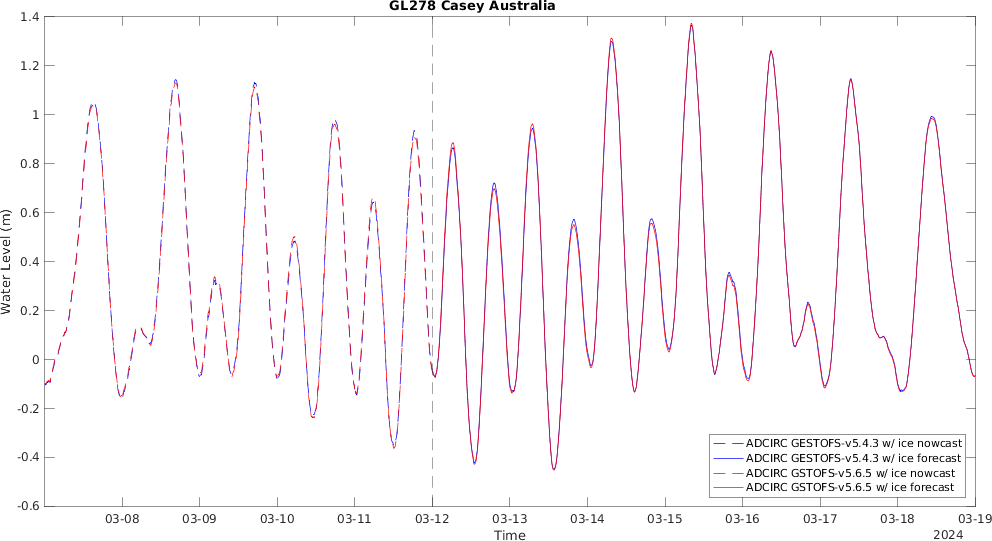 GL278 Casey Australia
Water Level (m)
1.4
1.2
1
0.8
0.6
0.4
0.2
0
-0.2
-0.4
-0.6
ADCIRC GESTOFS-v5.4.3 w/ ice nowcast
ADCIRC GESTOFS-v5.4.3 w/ ice forecast
ADCIRC GSTOFS-v5.6.5 w/ ice nowcast
ADCIRC GSTOFS-v5.6.5 w/ ice forecast
03-08 03-09 03-10 03-11 03-12 03-13 03-14 03-15 03-16 03-17 03-18 03-19
Time
2024